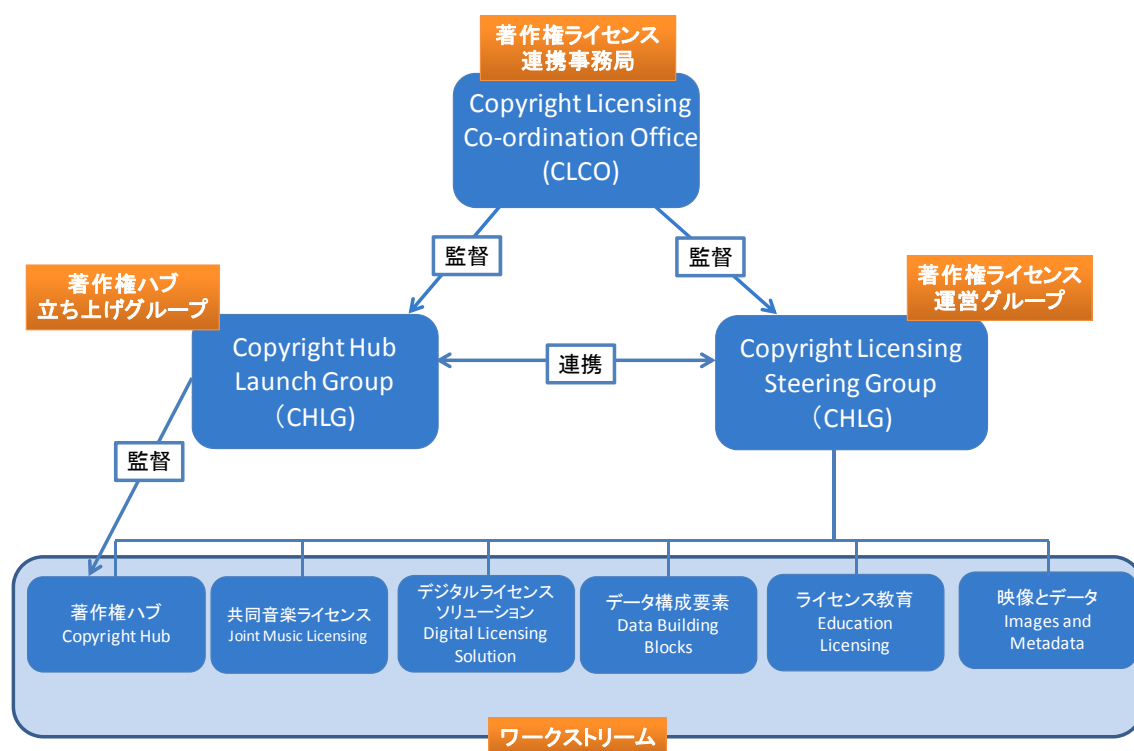 著作権ライセンス
連携事務局
Copyright Licensing
Co-ordination Office
(CLCO)
監督
監督
著作権ハブ
立ち上げグループ
著作権ライセンス
運営グループ
Copyright Hub
Launch Group
（CHLG)
連携
Copyright Licensing
Steering Group
（CHLG)
監督
著作権ハブ
Copyright Hub
共同音楽ライセンス
Joint Music Licensing
デジタルライセンス
ソリューション
Digital Licensing
Solution
データ構成要素
Data Building
Blocks
ライセンス教育
Education
Licensing
映像とデータ
Images and
Metadata
ワークストリーム